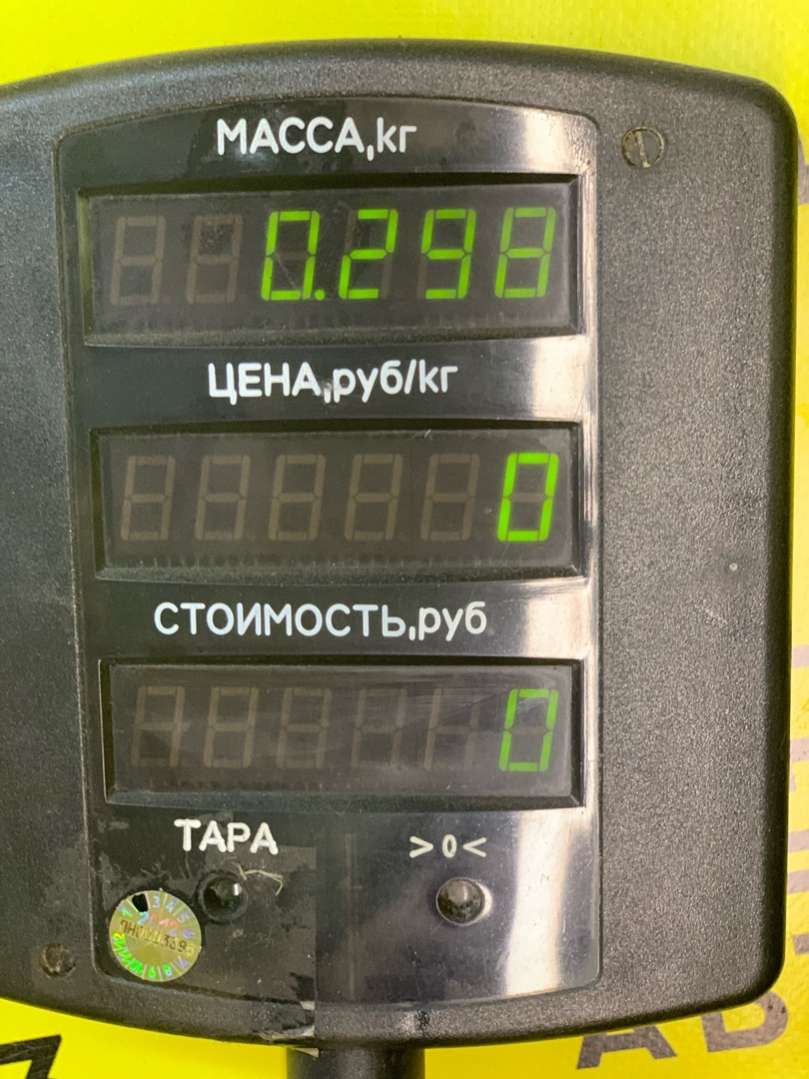 МАССА,кг
0.298
ЦЕНА,руб/кг
0
СТОИМОСТЬ,руб
0
ТАРА >0<